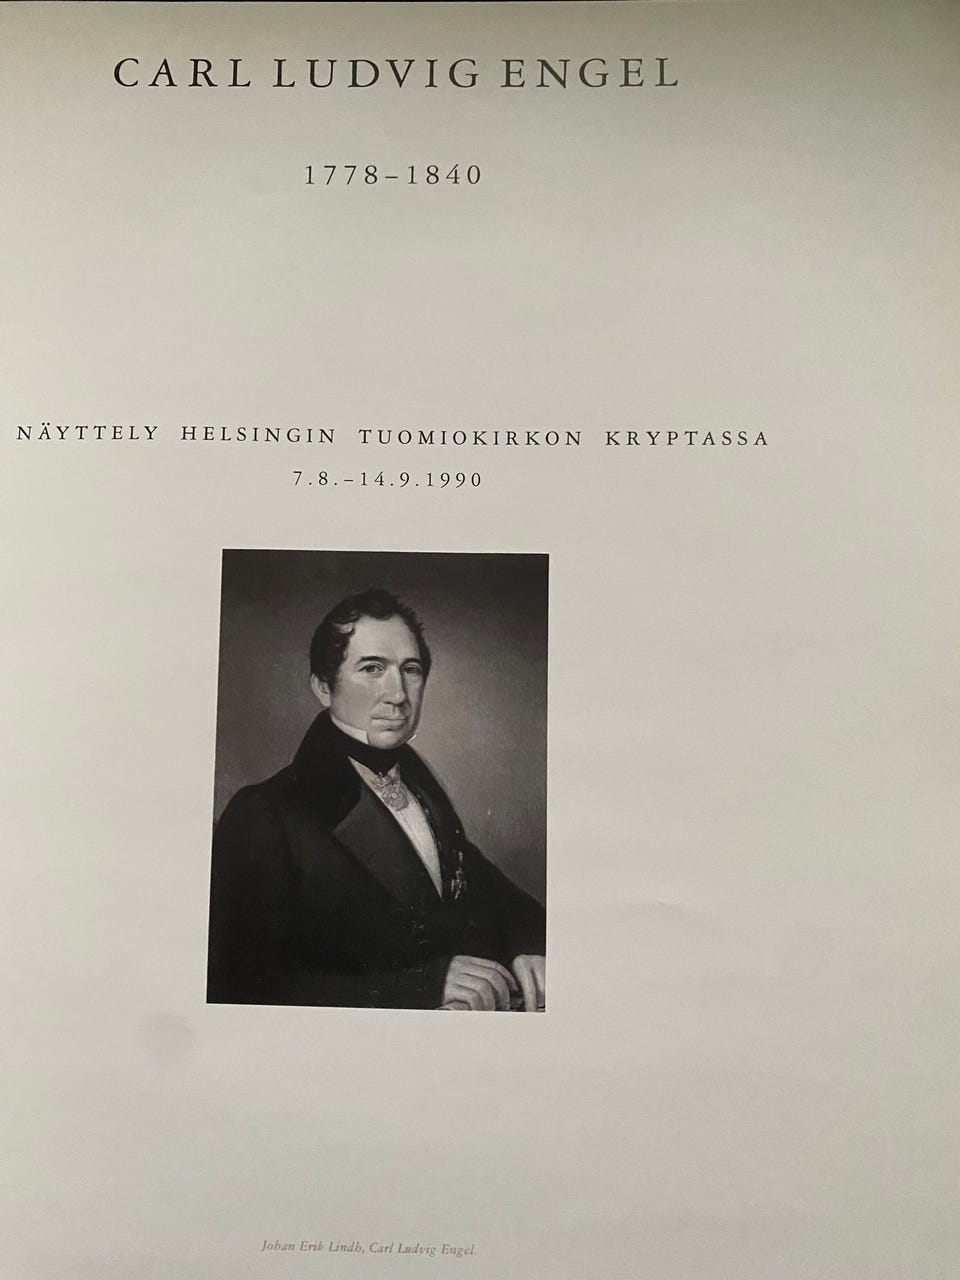 CARL LUDVIG ENGEL
1778–1840
NÄYTTELY HELSINGIN TUOMIOKIRKON KRYPTASSA
7.8.–14.9.1990
Johan Erik Lindh, Carl Ludvig Engel.